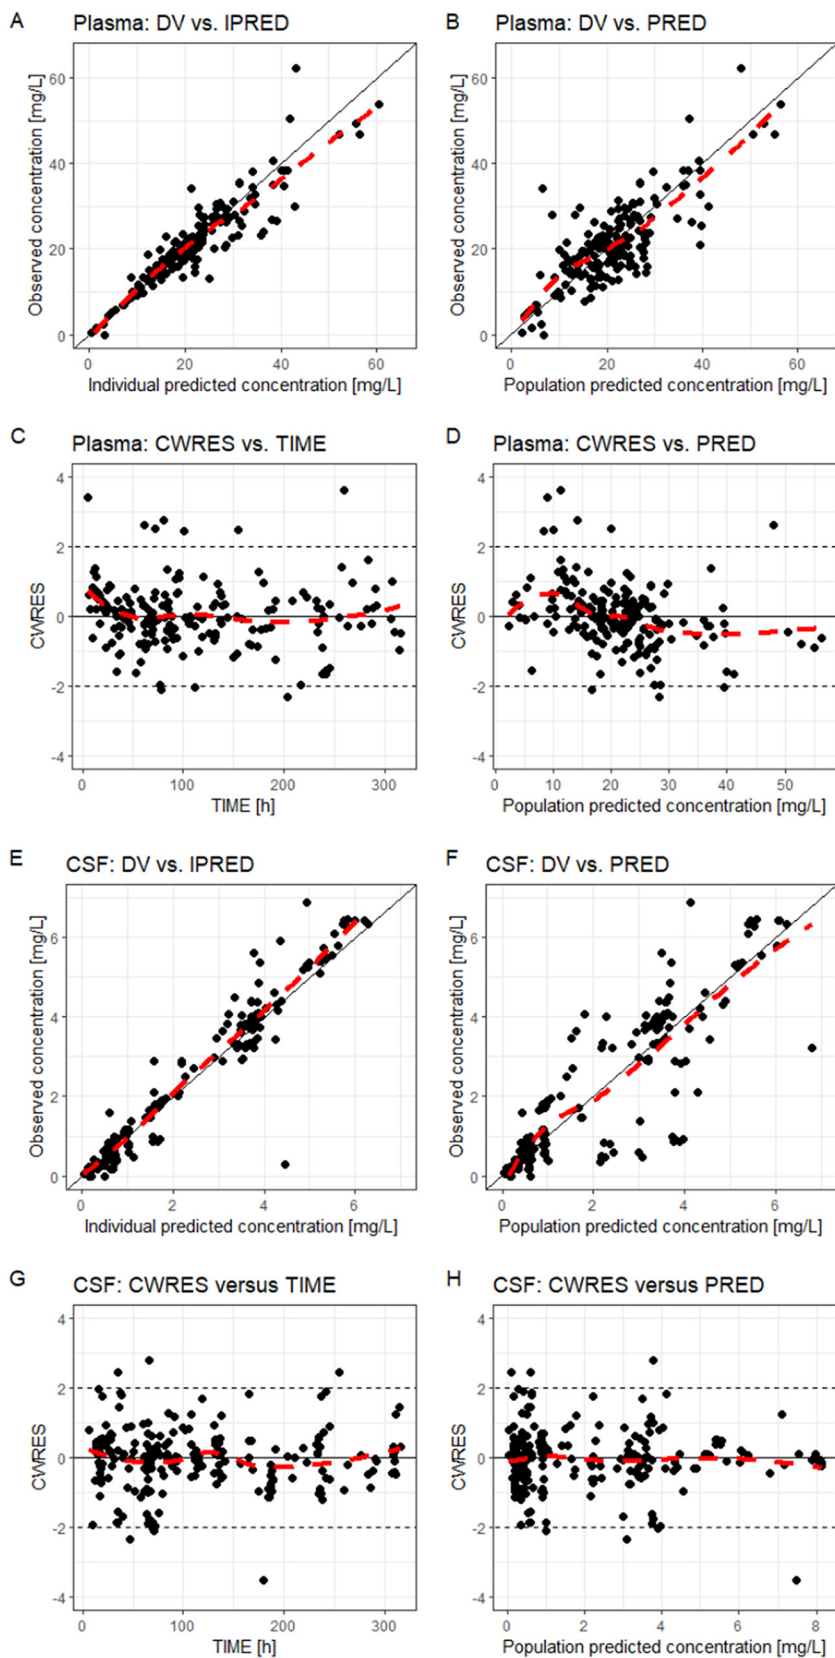 A Plasma: DV vs. IPRED
Observed concentration [mg/L]
60
40
20
0
0 20 40 60
Individual predicted concentration [mg/L]
B Plasma: DV vs. PRED
Observed concentration [mg/L]
60
40
20
0
0 20 40 60
Population predicted concentration [mg/L]
C Plasma: CWRES vs. TIME
CWRES
4
2
0
-2
-4
0 100 200 300
TIME [h]
D Plasma: CWRES vs. PRED
CWRES
4
2
0
-2
-4
0 10 20 30 40 50
Population predicted concentration [mg/L]
E CSF: DV vs. IPRED
Observed concentration [mg/L]
6
4
2
0
0 2 4 6
Individual predicted concentration [mg/L]
F CSF: DV vs. PRED
Observed concentration [mg/L]
6
4
2
0
0 2 4 6
Population predicted concentration [mg/L]
G CSF: CWRES versus TIME
CWRES
4
2
0
-2
-4
0 100 200 300
TIME [h]
H CSF: CWRES versus PRED
CWRES
4
2
0
-2
-4
0 2 4 6 8
Population predicted concentration [mg/L]